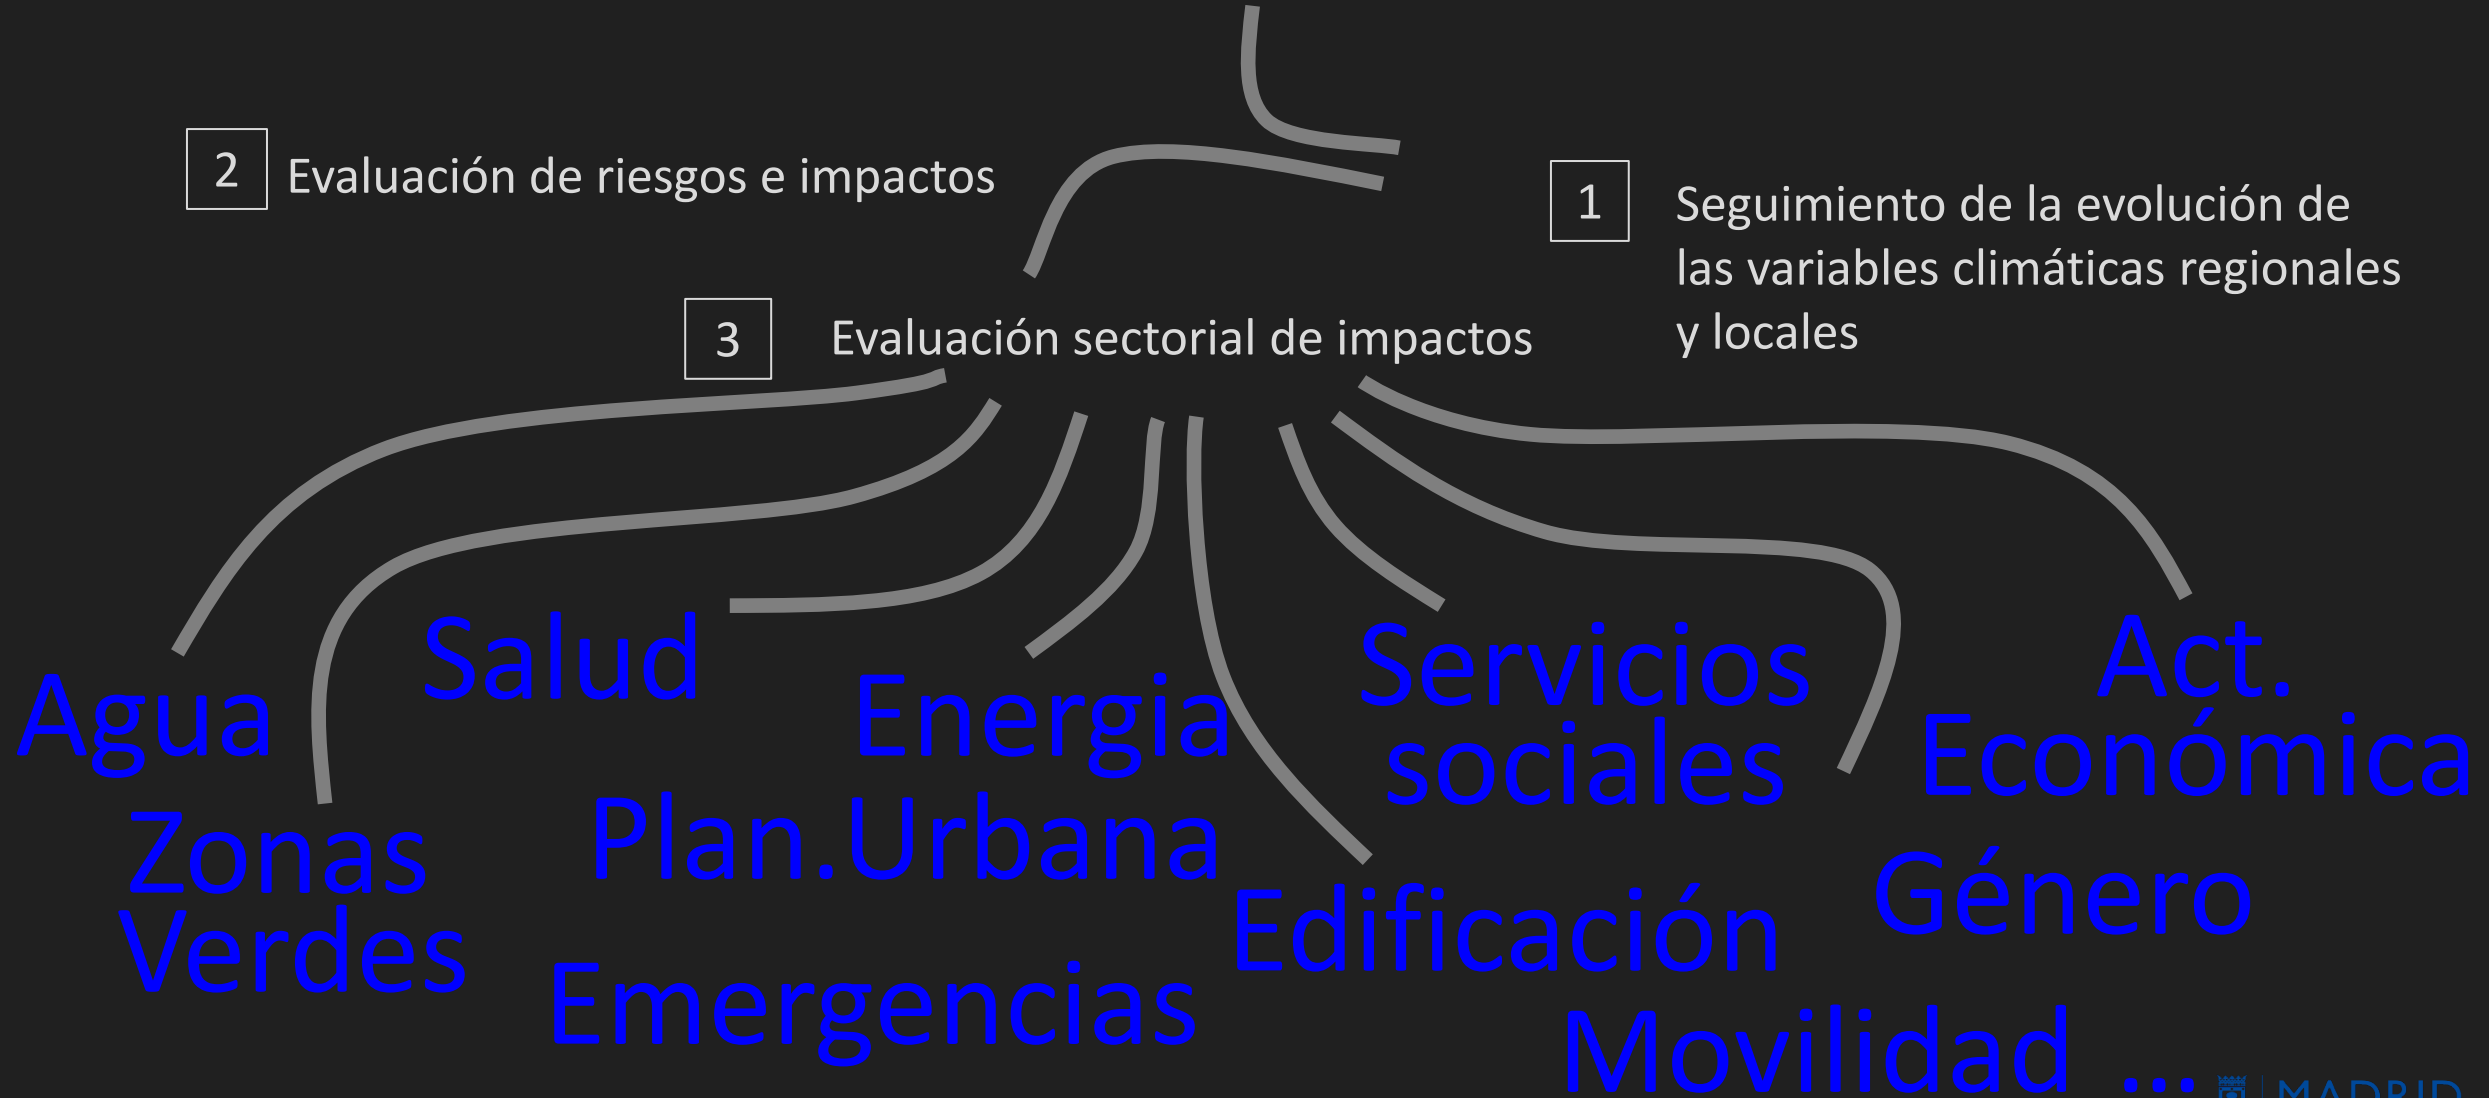 2
Evaluación de riesgos e impactos
1
Seguimiento de la evolución de
las variables climáticas regionales
y locales
3
Evaluación sectorial de impactos
Agua
Zonas
Verdes
Salud
Energia
Plan.Urbana
Emergencias
Servicios
sociales
Edificación
Act.
Económica
Género
Movilidad ...
MADRID